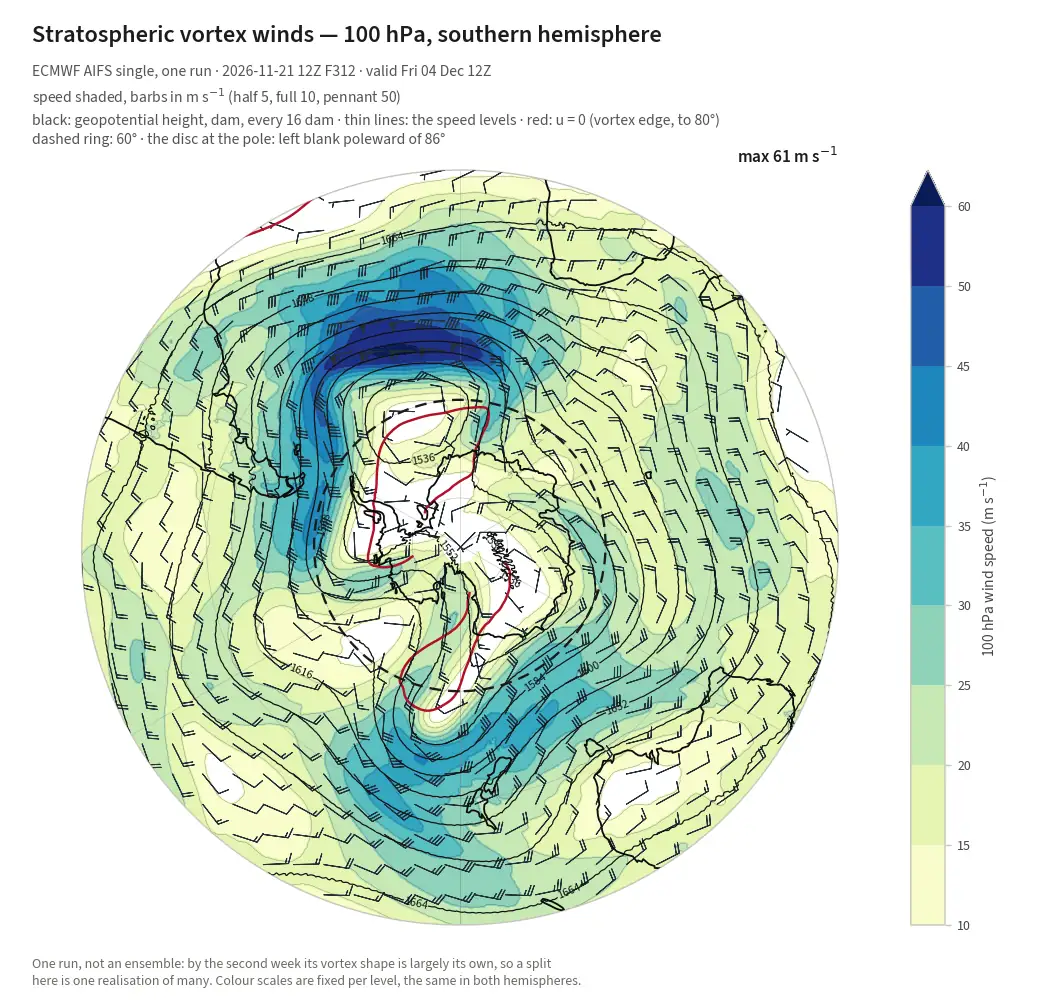 Stratospheric vortex winds — 100 hPa, southern hemisphere
ECMWF AIFS single, one run · 2026-11-21 12Z F312 · valid Fri 04 Dec 12Z
speed shaded, barbs in m s⁻¹ (half 5, full 10, pennant 50)
black: geopotential height, dam, every 16 dam · thin lines: the speed levels · red: u = 0 (vortex edge, to 80°)
dashed ring: 60° · the disc at the pole: left blank poleward of 86°
max 61 m s⁻¹
60
50
45
40
35
30
25
20
15
10
100 hPa wind speed (m s⁻¹)
1664
1536
1552
1616
1584
1600
1632
1664
1664
One run, not an ensemble: by the second week its vortex shape is largely its own, so a split
here is one realisation of many. Colour scales are fixed per level, the same in both hemispheres.